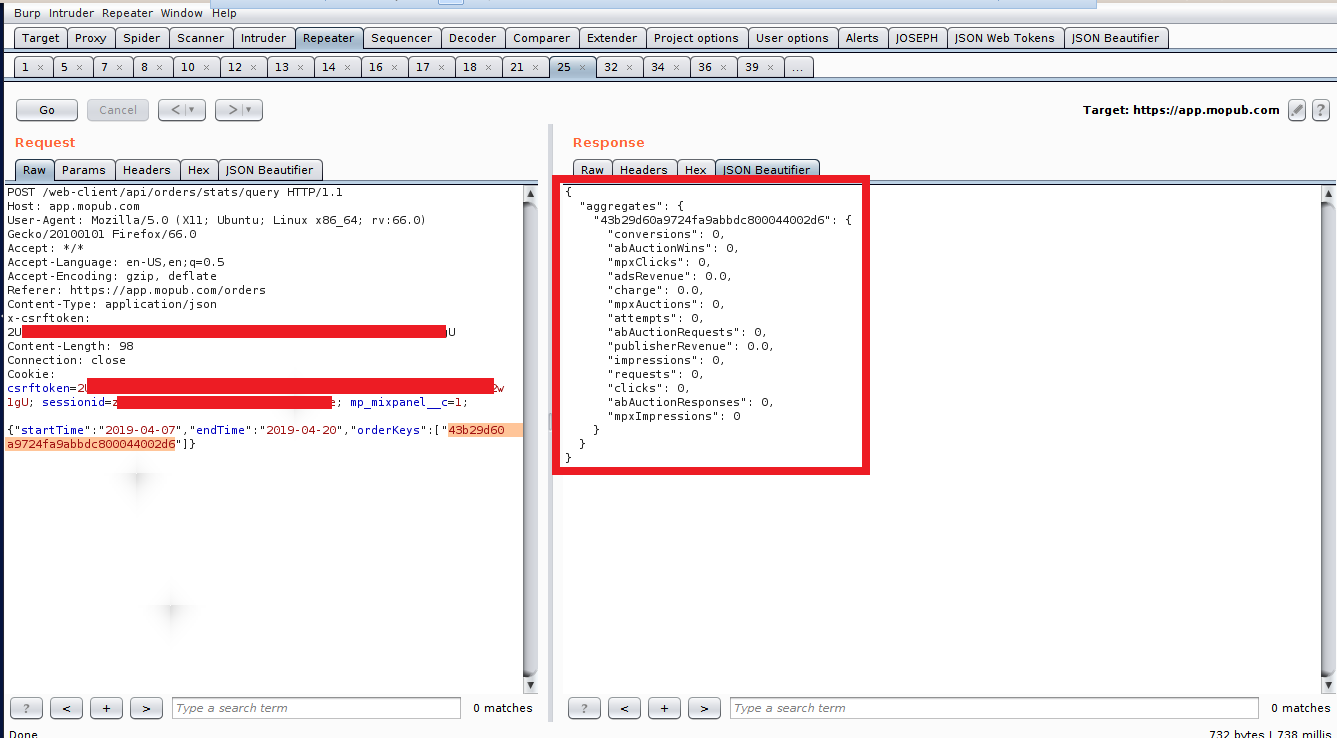 Burp Intruder Repeater Window Help
Target Proxy Spider Scanner Intruder Repeater Sequencer Decoder Comparer Extender Project options User options Alerts JOSEPH JSON Web Tokens JSON Beautifier
1 × 5 × 7 × 8 × 10 × 12 × 13 × 14 × 16 × 17 × 18 × 21 × 25 × 32 × 34 × 36 × 39 × ...
Go Cancel < | ▾ > | ▾ Target: https://app.mopub.com ?
Request
Raw Params Headers Hex JSON Beautifier
POST /web-client/api/orders/stats/query HTTP/1.1
Host: app.mopub.com
User-Agent: Mozilla/5.0 (X11; Ubuntu; Linux x86_64; rv:66.0)
Gecko/20100101 Firefox/66.0
Accept: */*
Accept-Language: en-US,en;q=0.5
Accept-Encoding: gzip, deflate
Referer: https://app.mopub.com/orders
Content-Type: application/json
x-csrftoken:
2U U
Content-Length: 98
Connection: close
Cookie:
csrftoken=2 2w
1gU; sessionid=z e; mp_mixpanel__c=1;
{"startTime":"2019-04-07","endTime":"2019-04-20","orderKeys":["43b29d60
a9724fa9abbdc800044002d6"]}
? < + > Type a search term 0 matches
Response
Raw Headers Hex JSON Beautifier
{
"aggregates": {
"43b29d60a9724fa9abbdc800044002d6": {
"conversions": 0,
"abAuctionWins": 0,
"mpxClicks": 0,
"adsRevenue": 0.0,
"charge": 0.0,
"mpxAuctions": 0,
"attempts": 0,
"abAuctionRequests": 0,
"publisherRevenue": 0.0,
"impressions": 0,
"requests": 0,
"clicks": 0,
"abAuctionResponses": 0,
"mpxImpressions": 0
}
}
}
? < + > Type a search term 0 matches
Done 732 bytes | 738 millis